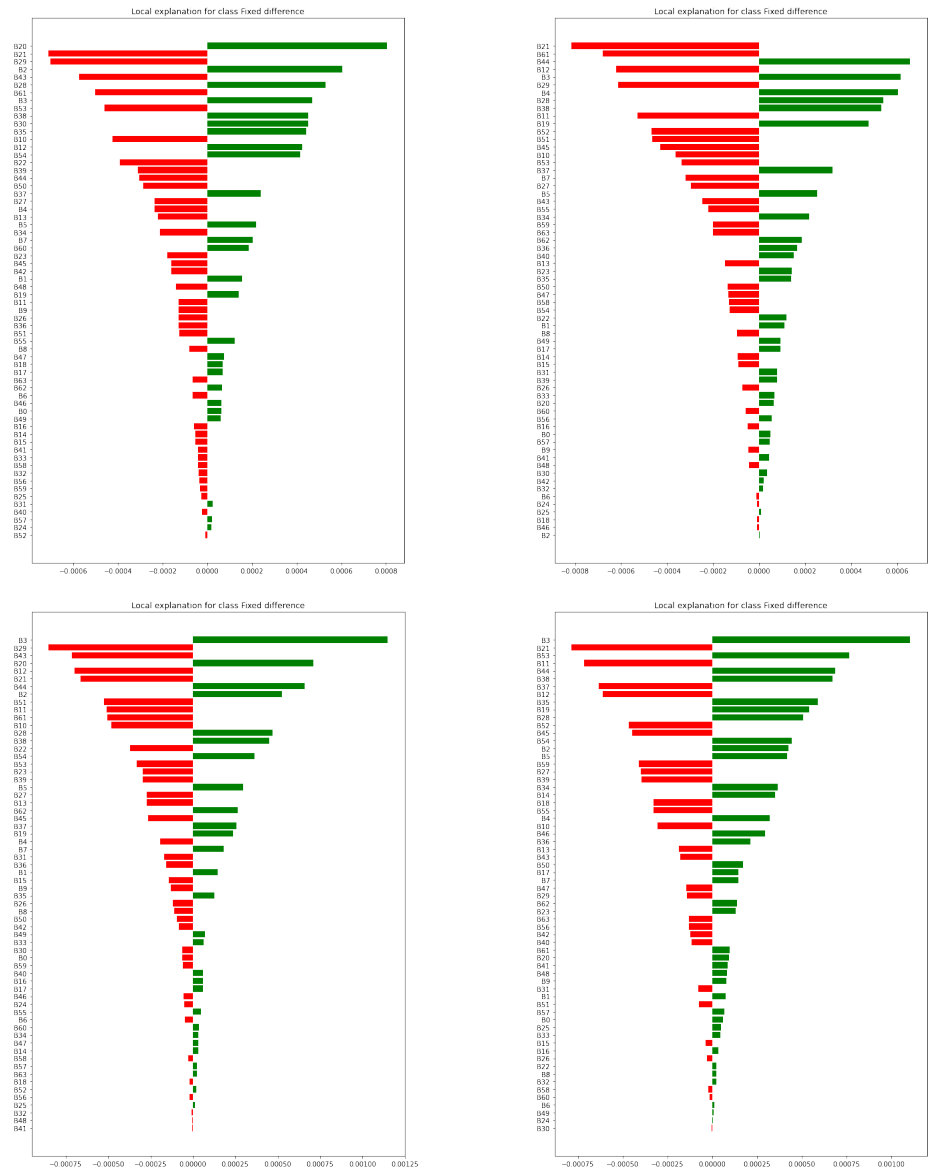 Local explanation for class Fixed difference
B20
B21
B29
B2
B43
B28
B61
B3
B53
B38
B30
B35
B10
B12
B54
B22
B39
B44
B50
B37
B27
B4
B13
B5
B34
B7
B60
B23
B45
B42
B1
B48
B19
B11
B9
B26
B36
B51
B55
B8
B47
B18
B17
B63
B62
B6
B46
B0
B49
B16
B14
B15
B41
B33
B58
B32
B56
B59
B25
B31
B40
B57
B24
B52
−0.0006 −0.0004 −0.0002 0.0000 0.0002 0.0004 0.0006 0.0008
Local explanation for class Fixed difference
B21
B61
B44
B12
B3
B29
B4
B28
B38
B11
B19
B52
B51
B45
B10
B53
B37
B7
B27
B5
B43
B55
B34
B59
B63
B62
B36
B40
B13
B23
B35
B50
B47
B58
B54
B22
B1
B8
B49
B17
B14
B15
B31
B39
B26
B33
B20
B60
B56
B16
B0
B57
B9
B41
B48
B30
B42
B32
B6
B24
B25
B18
B46
B2
−0.0008 −0.0006 −0.0004 −0.0002 0.0000 0.0002 0.0004 0.0006
Local explanation for class Fixed difference
B3
B29
B43
B20
B12
B21
B44
B2
B51
B11
B61
B10
B28
B38
B22
B54
B53
B23
B39
B5
B27
B13
B62
B45
B37
B19
B4
B7
B31
B36
B1
B15
B9
B35
B26
B8
B50
B42
B49
B33
B30
B0
B59
B40
B16
B17
B46
B24
B55
B6
B60
B34
B47
B14
B58
B57
B63
B18
B52
B56
B25
B32
B48
B41
−0.00075 −0.00050 −0.00025 0.00000 0.00025 0.00050 0.00075 0.00100 0.00125
Local explanation for class Fixed difference
B3
B21
B53
B11
B44
B38
B37
B12
B35
B19
B28
B52
B45
B54
B2
B5
B59
B27
B39
B34
B14
B18
B55
B4
B10
B46
B36
B13
B43
B50
B17
B7
B47
B29
B62
B23
B63
B56
B42
B40
B61
B20
B41
B48
B9
B31
B1
B51
B57
B0
B25
B33
B15
B16
B26
B22
B8
B32
B58
B60
B6
B49
B24
B30
−0.00075 −0.00050 −0.00025 0.00000 0.00025 0.00050 0.00075 0.00100